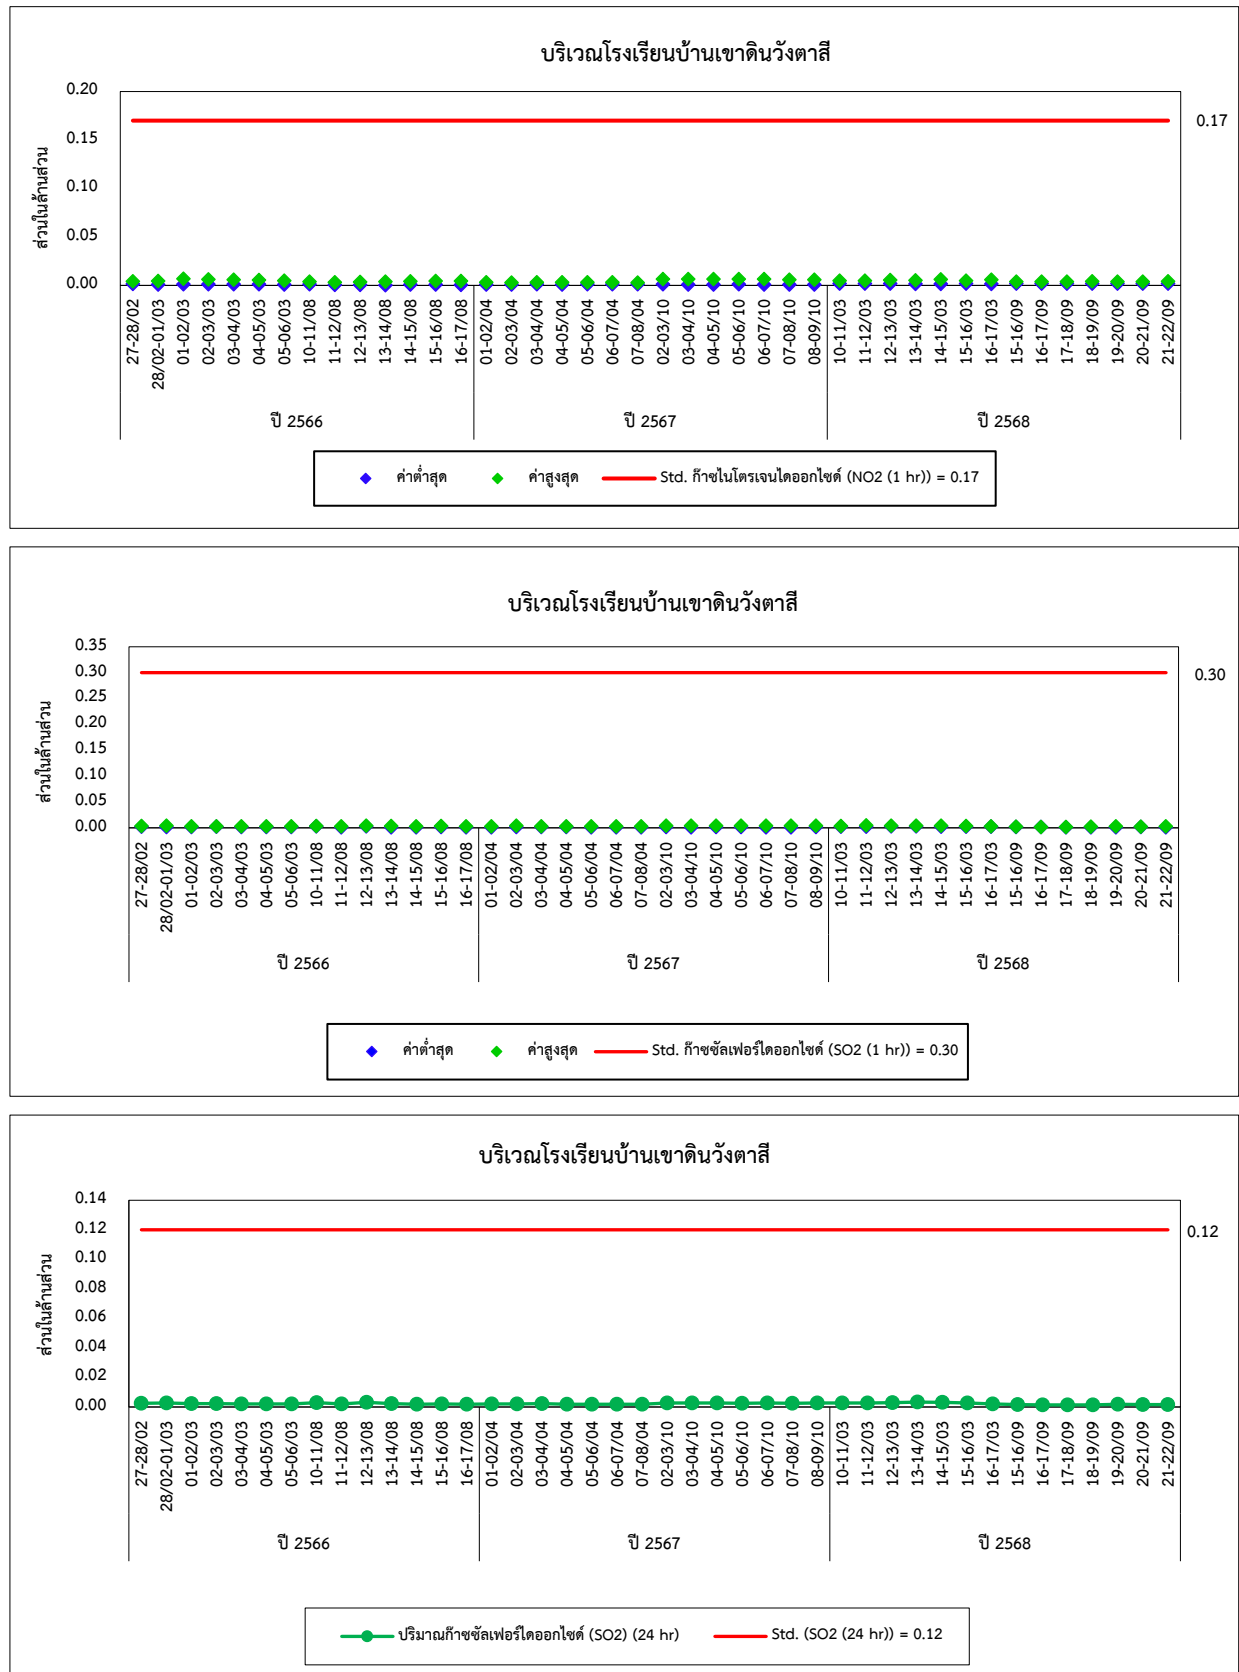 บริเวณโรงเรียนบ้านเขาดินวังตาสี
ส่วนในล้านส่วน
0.20
0.15
0.10
0.05
0.00
0.17
27-28/02 28/02-01/03 01-02/03 02-03/03 03-04/03 04-05/03 05-06/03 10-11/08 11-12/08 12-13/08 13-14/08 14-15/08 15-16/08 16-17/08 01-02/04 02-03/04 03-04/04 04-05/04 05-06/04 06-07/04 07-08/04 02-03/10 03-04/10 04-05/10 05-06/10 06-07/10 07-08/10 08-09/10 10-11/03 11-12/03 12-13/03 13-14/03 14-15/03 15-16/03 16-17/03 15-16/09 16-17/09 17-18/09 18-19/09 19-20/09 20-21/09 21-22/09
ปี 2566 ปี 2567 ปี 2568
ค่าต่ำสุด ค่าสูงสุด Std. ก๊าซไนโตรเจนไดออกไซด์ (NO2 (1 hr)) = 0.17
บริเวณโรงเรียนบ้านเขาดินวังตาสี
ส่วนในล้านส่วน
0.35
0.30
0.25
0.20
0.15
0.10
0.05
0.00
0.30
27-28/02 28/02-01/03 01-02/03 02-03/03 03-04/03 04-05/03 05-06/03 10-11/08 11-12/08 12-13/08 13-14/08 14-15/08 15-16/08 16-17/08 01-02/04 02-03/04 03-04/04 04-05/04 05-06/04 06-07/04 07-08/04 02-03/10 03-04/10 04-05/10 05-06/10 06-07/10 07-08/10 08-09/10 10-11/03 11-12/03 12-13/03 13-14/03 14-15/03 15-16/03 16-17/03 15-16/09 16-17/09 17-18/09 18-19/09 19-20/09 20-21/09 21-22/09
ปี 2566 ปี 2567 ปี 2568
ค่าต่ำสุด ค่าสูงสุด Std. ก๊าซซัลเฟอร์ไดออกไซด์ (SO2 (1 hr)) = 0.30
บริเวณโรงเรียนบ้านเขาดินวังตาสี
ส่วนในล้านส่วน
0.14
0.12
0.10
0.08
0.06
0.04
0.02
0.00
0.12
27-28/02 28/02-01/03 01-02/03 02-03/03 03-04/03 04-05/03 05-06/03 10-11/08 11-12/08 12-13/08 13-14/08 14-15/08 15-16/08 16-17/08 01-02/04 02-03/04 03-04/04 04-05/04 05-06/04 06-07/04 07-08/04 02-03/10 03-04/10 04-05/10 05-06/10 06-07/10 07-08/10 08-09/10 10-11/03 11-12/03 12-13/03 13-14/03 14-15/03 15-16/03 16-17/03 15-16/09 16-17/09 17-18/09 18-19/09 19-20/09 20-21/09 21-22/09
ปี 2566 ปี 2567 ปี 2568
ปริมาณก๊าซซัลเฟอร์ไดออกไซด์ (SO2) (24 hr) Std. (SO2 (24 hr)) = 0.12